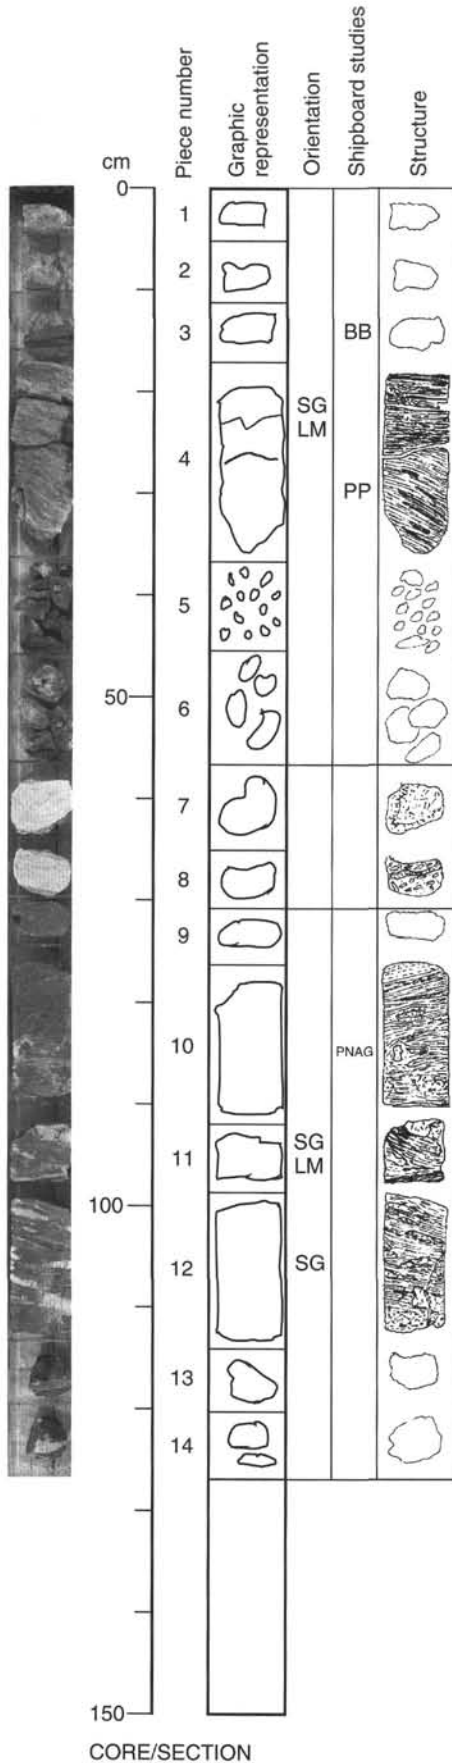 cm
Piece number
Graphic
representation
Orientation
Shipboard studies
Structure
0
1
2
3
BB
SG
LM
4
PP
5
50
6
7
8
9
10
PNAG
11
SG
LM
100
12
SG
13
14
150
CORE/SECTION